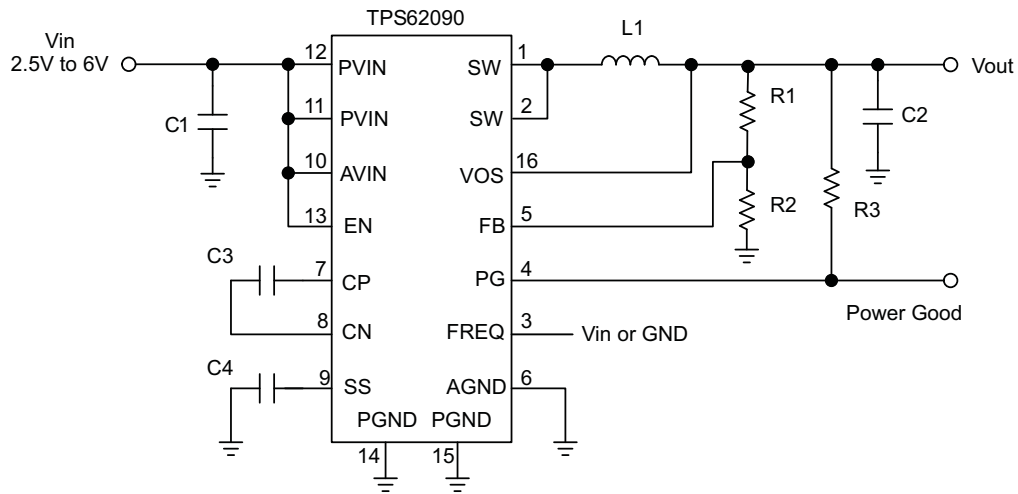 TPS62090
Vin
2.5V to 6V
12
PVIN
SW
1
L1
Vout
11
PVIN
SW
2
C1
R1
C2
10
AVIN
VOS
16
13
EN
FB
5
R2
R3
C3
7
CP
PG
4
Power Good
8
CN
FREQ
3
Vin or GND
C4
9
SS
AGND
6
PGND
PGND
14
15